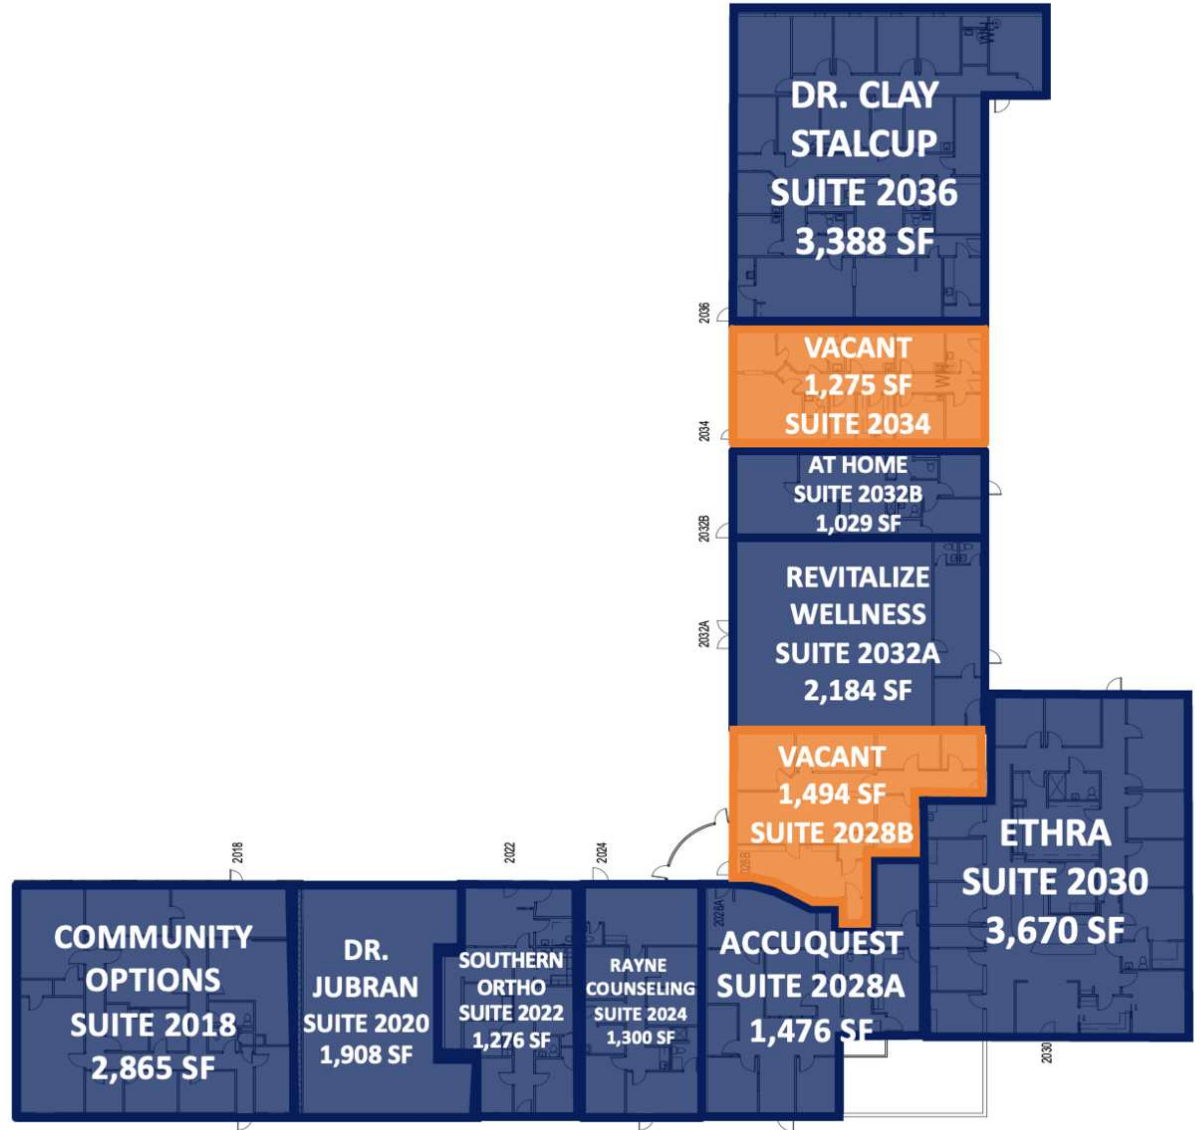 DR. CLAY
STALCUP
SUITE 2036
3,388 SF
2036
VACANT
1,275 SF
SUITE 2034
WH
2034
AT HOME
SUITE 2032B
1,029 SF
2032B
REVITALIZE
WELLNESS
SUITE 2032A
2,184 SF
2032A
VACANT
1,494 SF
SUITE 2028B
ETHRA
SUITE 2030
3,670 SF
2030
2018
2022
2024
2028B
2028A
COMMUNITY
OPTIONS
SUITE 2018
2,865 SF
DR.
JUBRAN
SUITE 2020
1,908 SF
SOUTHERN
ORTHO
SUITE 2022
1,276 SF
RAYNE
COUNSELING
SUITE 2024
1,300 SF
ACCUQUEST
SUITE 2028A
1,476 SF